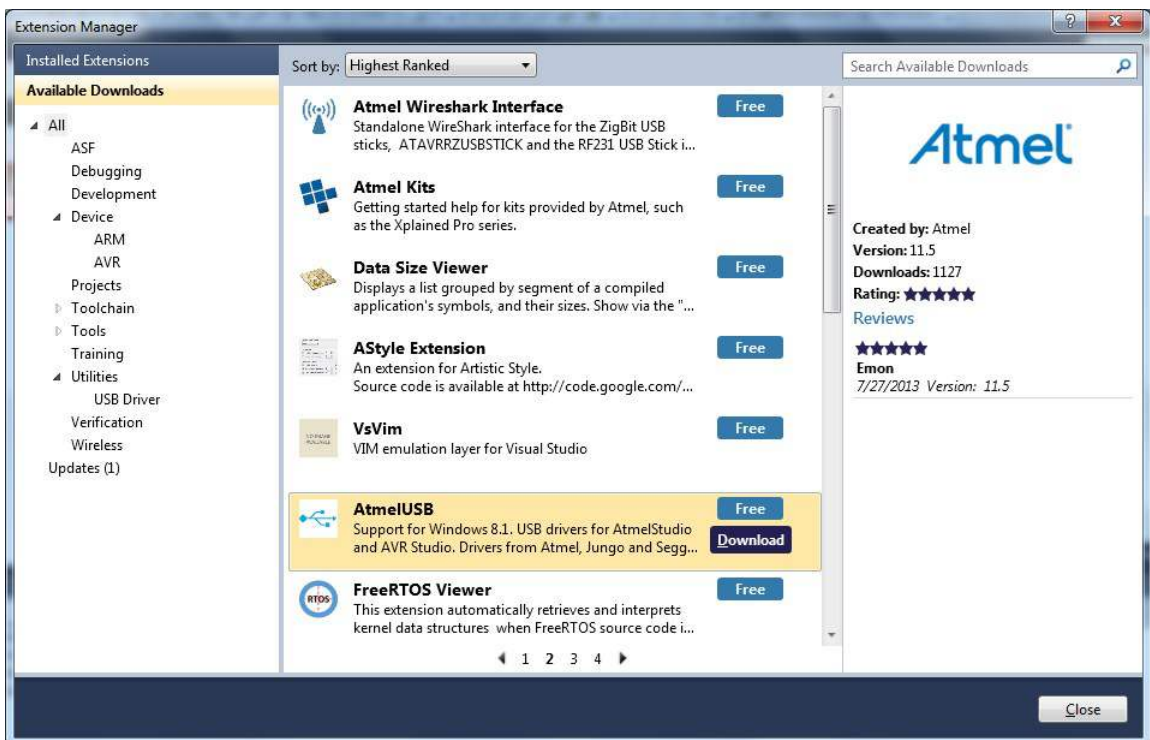 Extension Manager
Installed Extensions
Available Downloads
All
ASF
Debugging
Development
Device
ARM
AVR
Projects
Toolchain
Tools
Training
Utilities
USB Driver
Verification
Wireless
Updates (1)
Sort by: Highest Ranked
Atmel Wireshark Interface
Free
Standalone WireShark interface for the ZigBit USB
sticks, ATAVRRZUSBSTICK and the RF231 USB Stick i...
Atmel Kits
Free
Getting started help for kits provided by Atmel, such
as the Xplained Pro series.
Data Size Viewer
Free
Displays a list grouped by segment of a compiled
application's symbols, and their sizes. Show via the "...
AStyle Extension
Free
An extension for Artistic Style.
Source code is available at http://code.google.com/...
VsVim
Free
VIM emulation layer for Visual Studio
AtmelUSB
Free
Support for Windows 8.1. USB drivers for AtmelStudio
and AVR Studio. Drivers from Atmel, Jungo and Segg...
Download
FreeRTOS Viewer
Free
RTOS
This extension automatically retrieves and interprets
kernel data structures when FreeRTOS source code i...
1 2 3 4
Search Available Downloads
Atmel
Created by: Atmel
Version: 11.5
Downloads: 1127
Rating: ★★★★★
Reviews
★★★★★
Emon
7/27/2013 Version: 11.5
Close